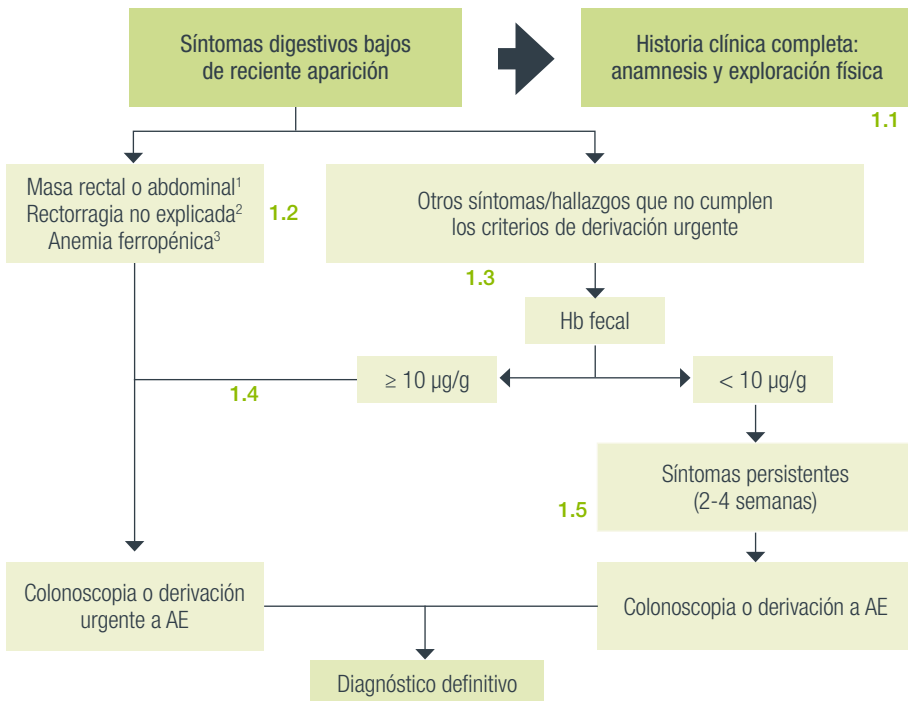 Síntomas digestivos bajos
de reciente aparición
Historia clínica completa:
anamnesis y exploración física
1.1
Masa rectal o abdominal¹
Rectorragia no explicada²
Anemia ferropénica³
1.2
Otros síntomas/hallazgos que no cumplen
los criterios de derivación urgente
1.3
Hb fecal
≥ 10 µg/g
< 10 µg/g
1.4
Síntomas persistentes
(2-4 semanas)
1.5
Colonoscopia o derivación
urgente a AE
Colonoscopia o derivación a AE
Diagnóstico definitivo